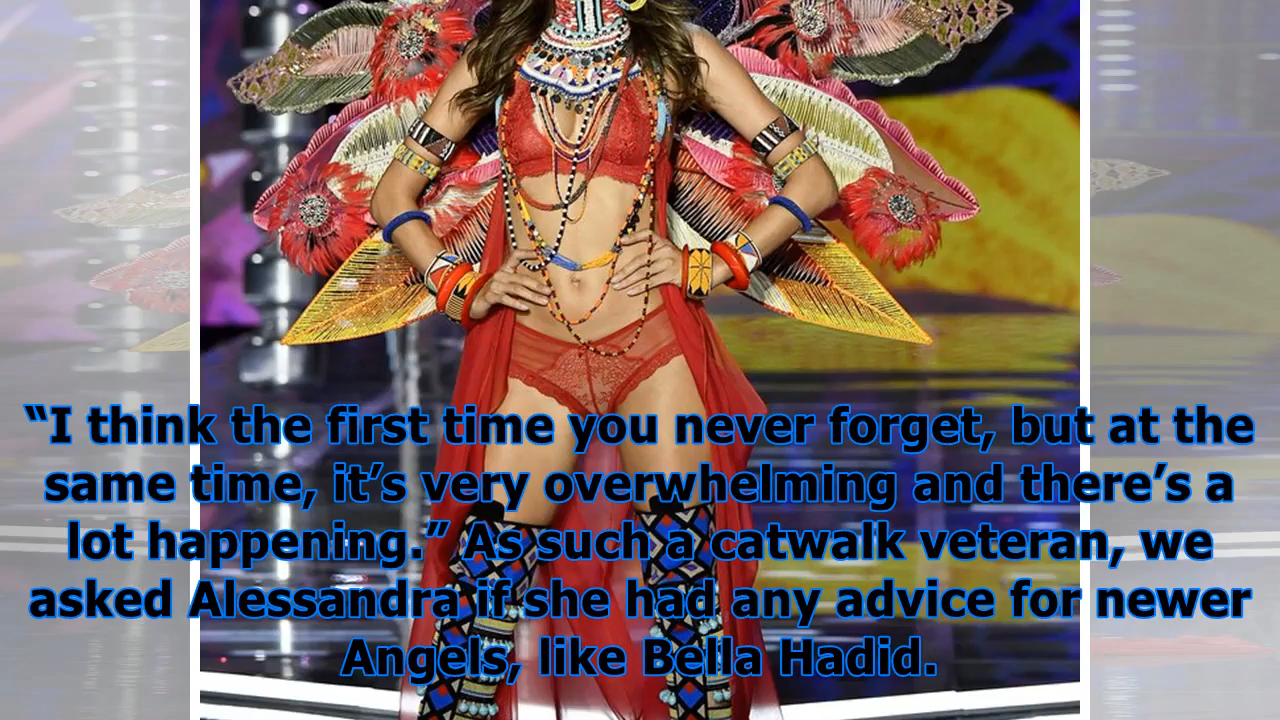 “I think the first time you never forget, but at the
same time, it’s very overwhelming and there’s a
lot happening.” As such a catwalk veteran, we
asked Alessandra if she had any advice for newer
Angels, like Bella Hadid.